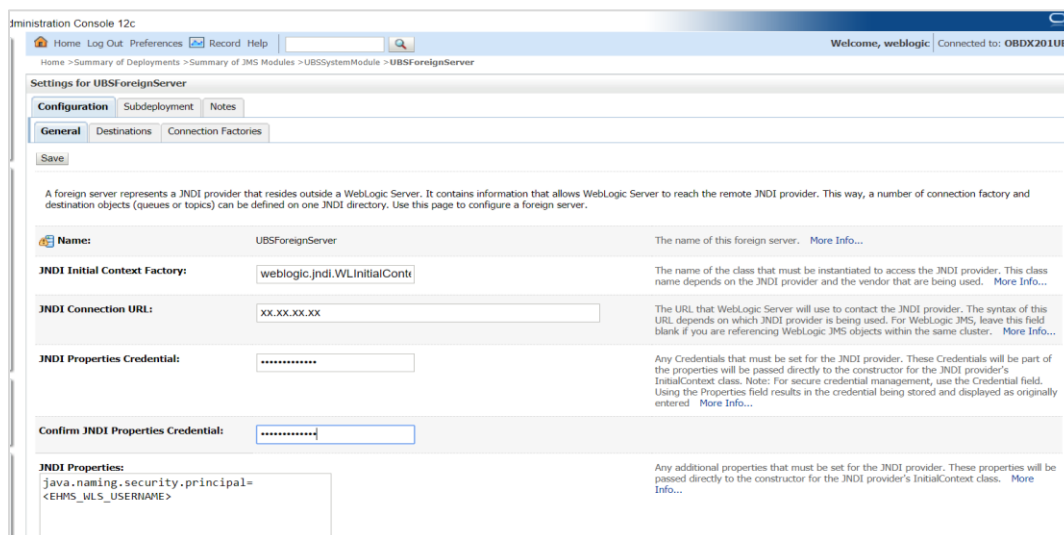 dministration Console 12c
Home Log Out Preferences Record Help
Welcome, weblogic Connected to: OBDX201UB
Home >Summary of Deployments >Summary of JMS Modules >UBSSystemModule >UBSForeignServer
Settings for UBSForeignServer
Configuration Subdeployment Notes
General Destinations Connection Factories
Save
A foreign server represents a JNDI provider that resides outside a WebLogic Server. It contains information that allows WebLogic Server to reach the remote JNDI provider. This way, a number of connection factory and
destination objects (queues or topics) can be defined on one JNDI directory. Use this page to configure a foreign server.
Name: UBSForeignServer The name of this foreign server. More Info...
JNDI Initial Context Factory: weblogic.jndi.WLInitialConte The name of the class that must be instantiated to access the JNDI provider. This class
name depends on the JNDI provider and the vendor that are being used. More Info...
JNDI Connection URL: xx.xx.xx.xx The URL that WebLogic Server will use to contact the JNDI provider. The syntax of this
URL depends on which JNDI provider is being used. For WebLogic JMS, leave this field
blank if you are referencing WebLogic JMS objects within the same cluster. More Info...
JNDI Properties Credential: ••••••••••••• Any Credentials that must be set for the JNDI provider. These Credentials will be part of
the properties will be passed directly to the constructor for the JNDI provider's
InitialContext class. Note: For secure credential management, use the Credential field.
Using the Properties field results in the credential being stored and displayed as originally
entered More Info...
Confirm JNDI Properties Credential: •••••••••••••
JNDI Properties: Any additional properties that must be set for the JNDI provider. These properties will be
passed directly to the constructor for the JNDI provider's InitialContext class. More
Info...
java.naming.security.principal=
<EHMS_WLS_USERNAME>